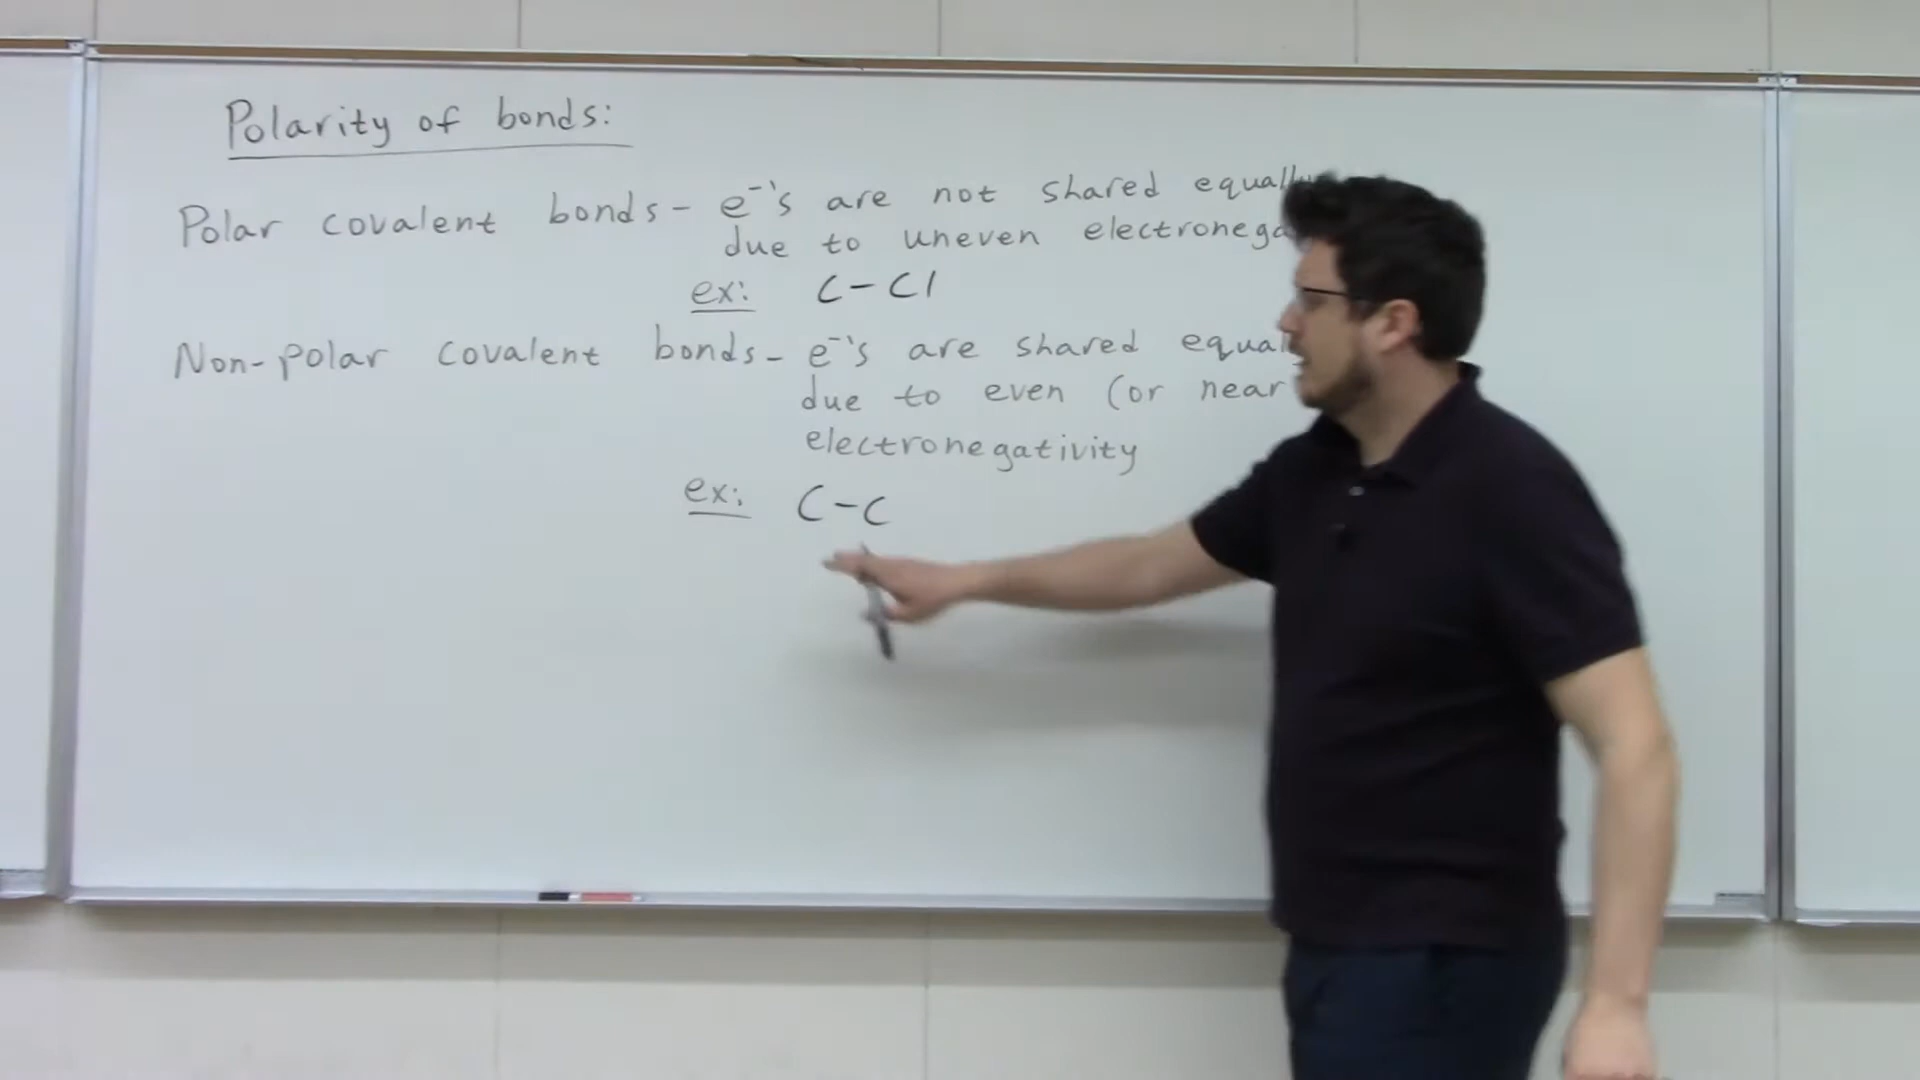 Polarity of bonds:
Polar covalent bonds - e⁻'s are not shared equally
due to uneven electronega
ex: C-Cl
Non-polar covalent bonds - e⁻'s are shared equal
due to even (or near
electronegativity
ex: C-C